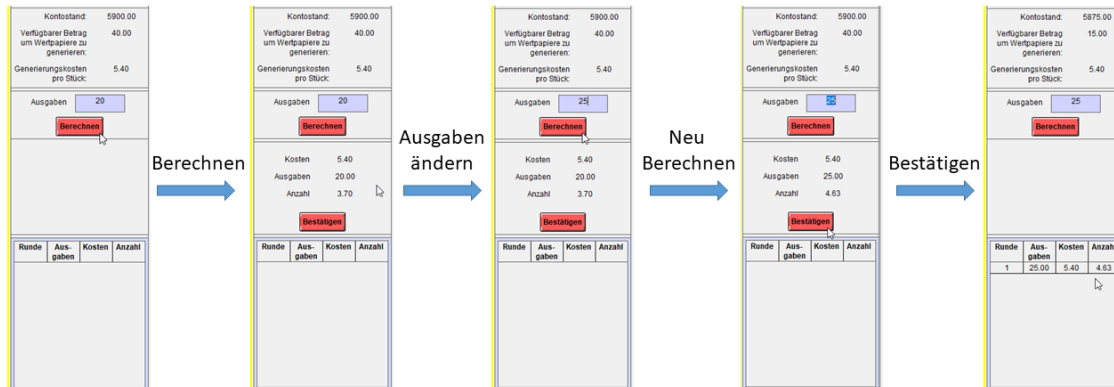 Kontostand: 5900.00
Verfügbarer Betrag 40.00
um Wertpapiere zu
generieren:
Generierungskosten 5.40
pro Stück:
Ausgaben 20
Berechnen
Runde Aus- Kosten Anzahl
gaben
Berechnen
Kontostand: 5900.00
Verfügbarer Betrag 40.00
um Wertpapiere zu
generieren:
Generierungskosten 5.40
pro Stück:
Ausgaben 20
Berechnen
Kosten 5.40
Ausgaben 20.00
Anzahl 3.70
Bestätigen
Runde Aus- Kosten Anzahl
gaben
Ausgaben
ändern
Kontostand: 5900.00
Verfügbarer Betrag 40.00
um Wertpapiere zu
generieren:
Generierungskosten 5.40
pro Stück:
Ausgaben 25
Berechnen
Kosten 5.40
Ausgaben 20.00
Anzahl 3.70
Bestätigen
Runde Aus- Kosten Anzahl
gaben
Neu
Berechnen
Kontostand: 5900.00
Verfügbarer Betrag 40.00
um Wertpapiere zu
generieren:
Generierungskosten 5.40
pro Stück:
Ausgaben 25
Berechnen
Kosten 5.40
Ausgaben 25.00
Anzahl 4.63
Bestätigen
Runde Aus- Kosten Anzahl
gaben
Bestätigen
Kontostand: 5875.00
Verfügbarer Betrag 15.00
um Wertpapiere zu
generieren:
Generierungskosten 5.40
pro Stück:
Ausgaben 25
Berechnen
Runde Aus- Kosten Anzahl
gaben
1 25.00 5.40 4.63